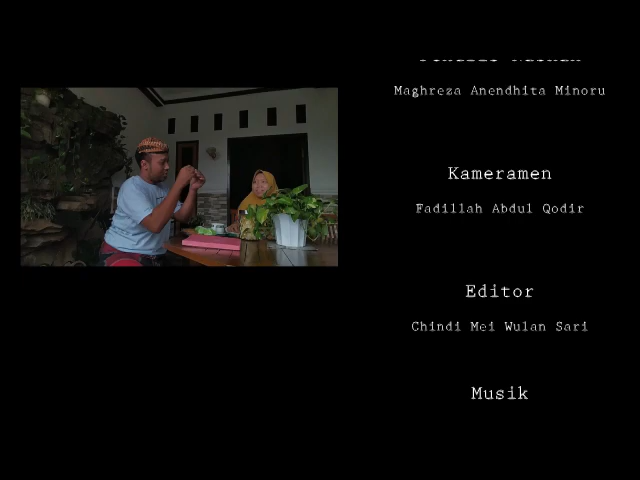 Maghreza Anendhita Minoru
Kameramen
Fadillah Abdul Qodir
Editor
Chindi Mei Wulan Sari
Musik